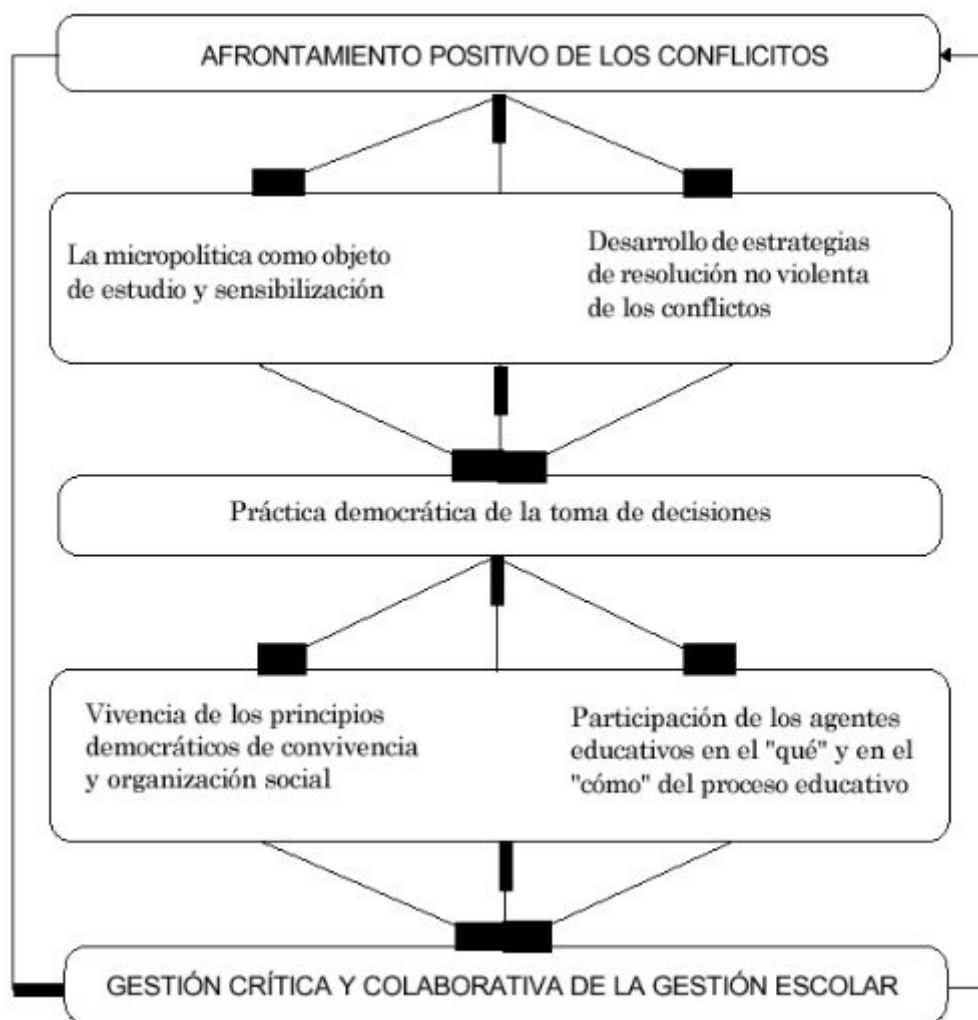 AFRONTAMIENTO POSITIVO DE LOS CONFLICITOS
La micropolítica como objeto
de estudio y sensibilización
Desarrollo de estrategias
de resolución no violenta
de los conflictos
Práctica democrática de la toma de decisiones
Vivencia de los principios
democráticos de convivencia
y organización social
Participación de los agentes
educativos en el "qué" y en el
"cómo" del proceso educativo
GESTIÓN CRÍTICA Y COLABORATIVA DE LA GESTIÓN ESCOLAR